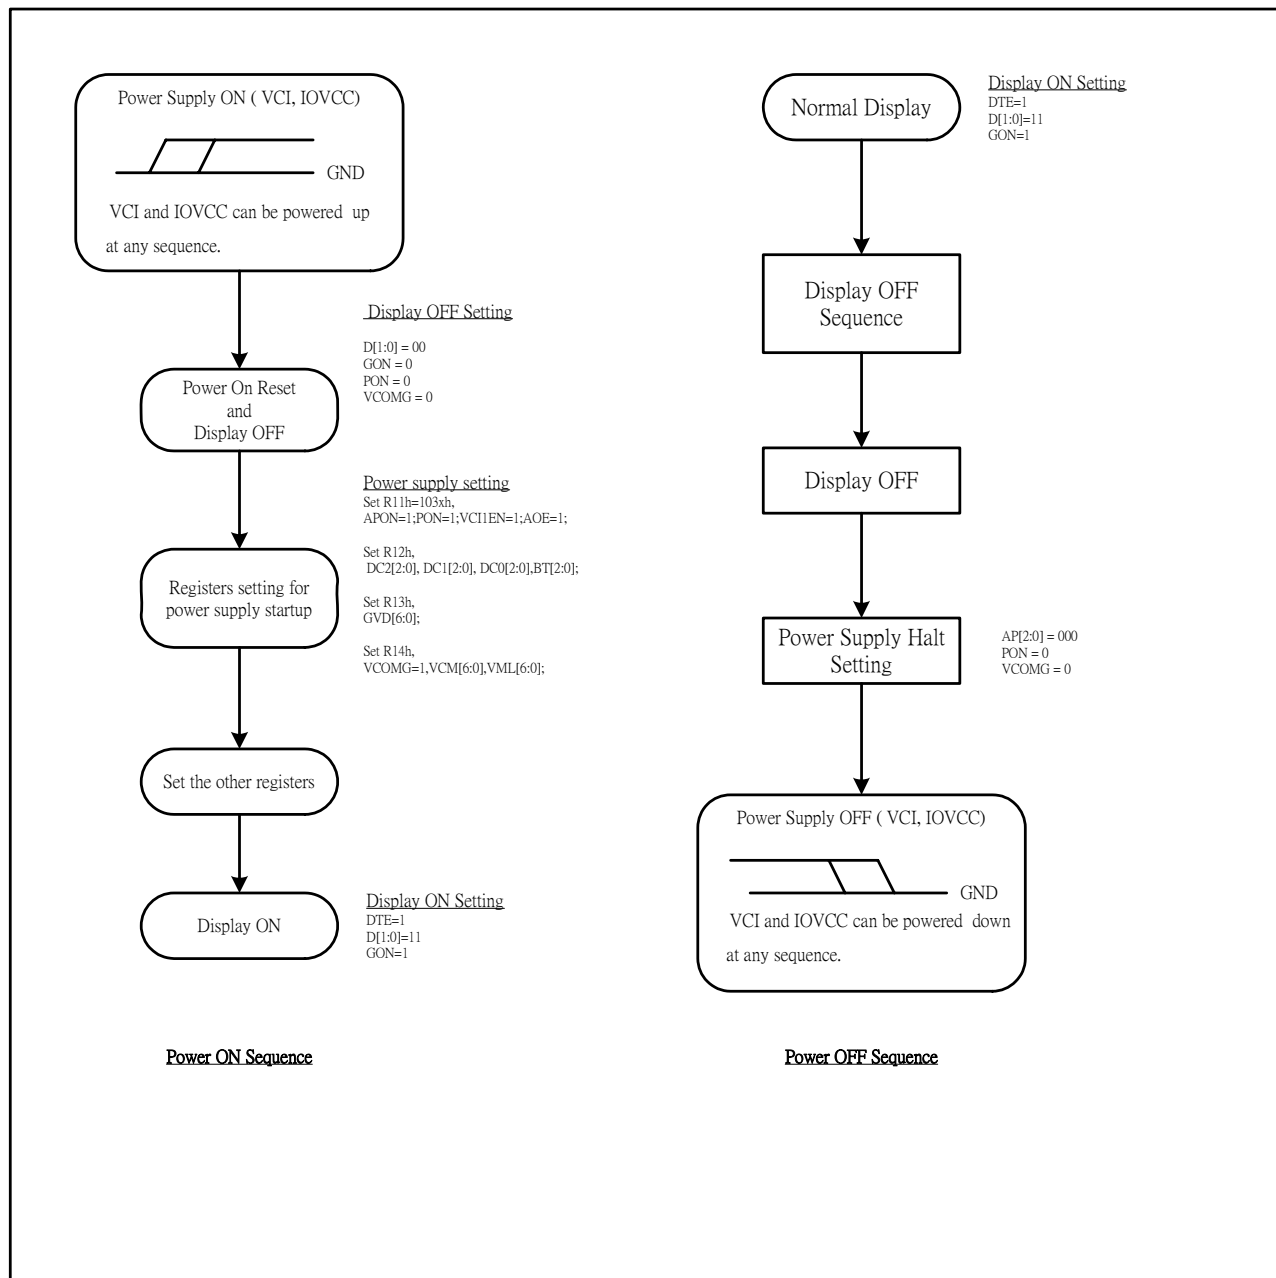 Power Supply ON ( VCI, IOVCC)
GND
VCI and IOVCC can be powered up
at any sequence.
Display OFF Setting
D[1:0] = 00
GON = 0
PON = 0
VCOMG = 0
Power On Reset
and
Display OFF
Power supply setting
Set R11h=103xh,
APON=1;PON=1;VCI1EN=1;AOE=1;
Set R12h,
DC2[2:0], DC1[2:0], DC0[2:0],BT[2:0];
Set R13h,
GVD[6:0];
Set R14h,
VCOMG=1,VCM[6:0],VML[6:0];
Registers setting for
power supply startup
Set the other registers
Display ON
Display ON Setting
DTE=1
D[1:0]=11
GON=1
Power ON Sequence
Normal Display
Display ON Setting
DTE=1
D[1:0]=11
GON=1
Display OFF
Sequence
Display OFF
Power Supply Halt
Setting
AP[2:0] = 000
PON = 0
VCOMG = 0
Power Supply OFF ( VCI, IOVCC)
GND
VCI and IOVCC can be powered down
at any sequence.
Power OFF Sequence